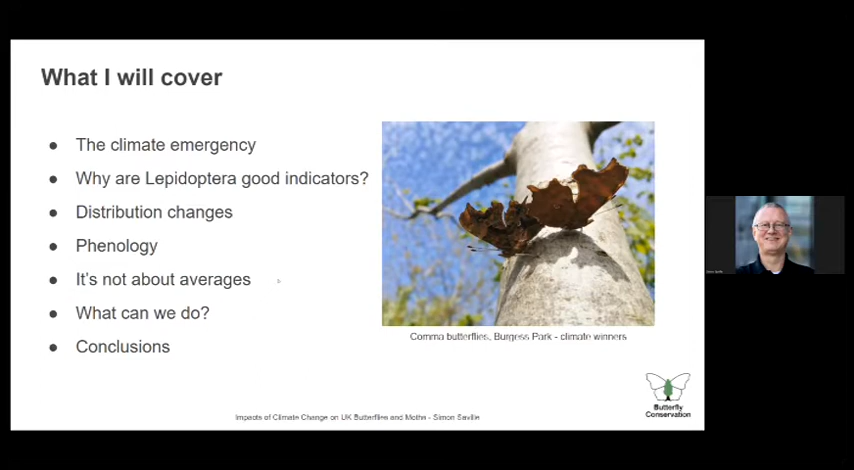 What I will cover
● The climate emergency
● Why are Lepidoptera good indicators?
● Distribution changes
● Phenology
● It's not about averages
● What can we do?
● Conclusions
Comma butterflies, Burgess Park - climate winners
Impacts of Climate Change on UK Butterflies and Moths - Simon Saville
Butterfly
Conservation